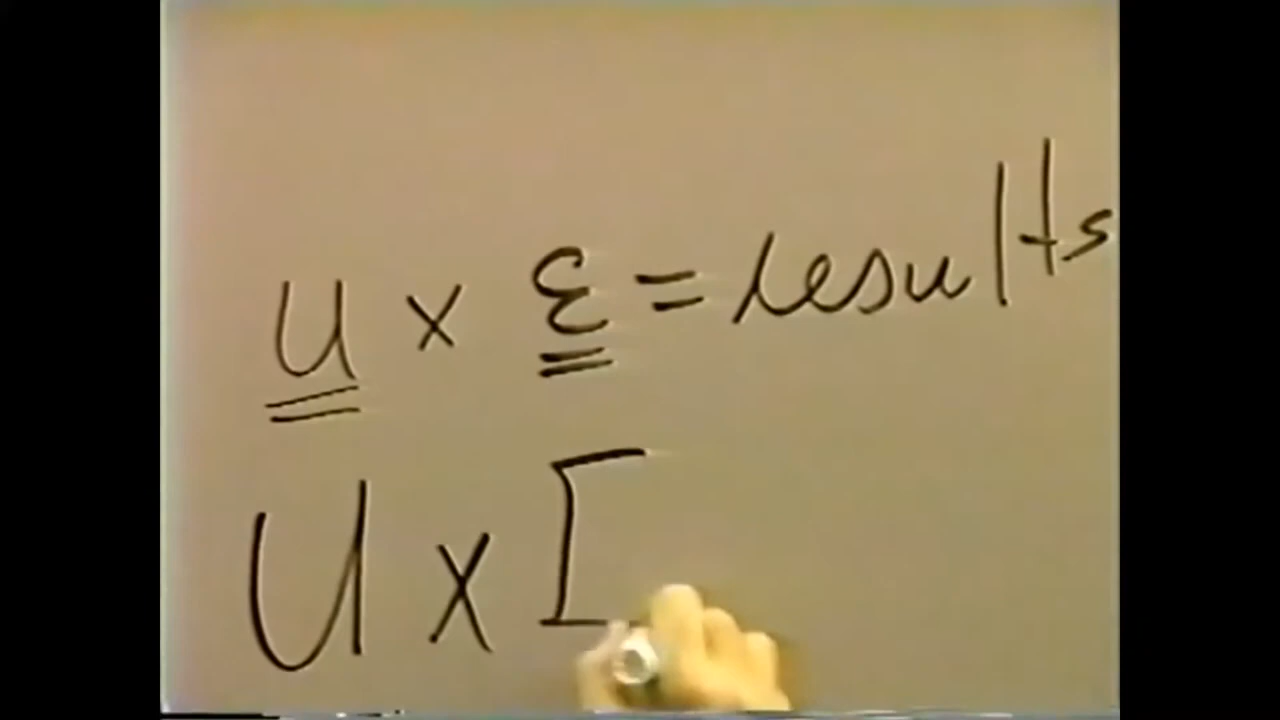 u x ε = results
U x E